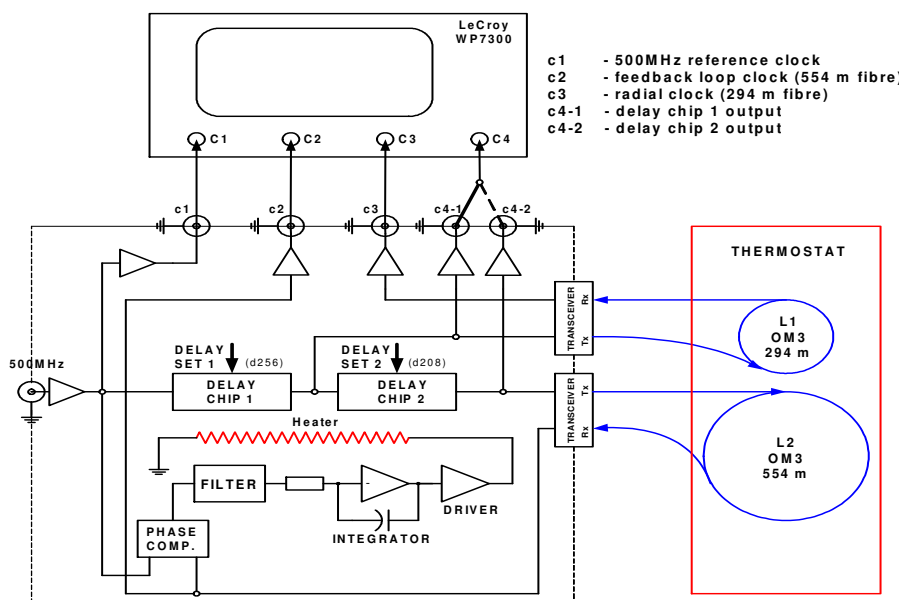 LeCroy
WP7300
C1
C2
C3
C4
c1 - 500MHz reference clock
c2 - feedback loop clock (554 m fibre)
c3 - radial clock (294 m fibre)
c4-1 - delay chip 1 output
c4-2 - delay chip 2 output
c1
c2
c3
c4-1
c4-2
THERMOSTAT
TRANSCEIVER
Rx
Tx
L1
OM3
294 m
500MHz
DELAY
SET 1
(d256)
DELAY
SET 2
(d208)
DELAY
CHIP 1
DELAY
CHIP 2
TRANSCEIVER
Tx
Rx
L2
OM3
554 m
Heater
FILTER
-
DRIVER
INTEGRATOR
PHASE
COMP.